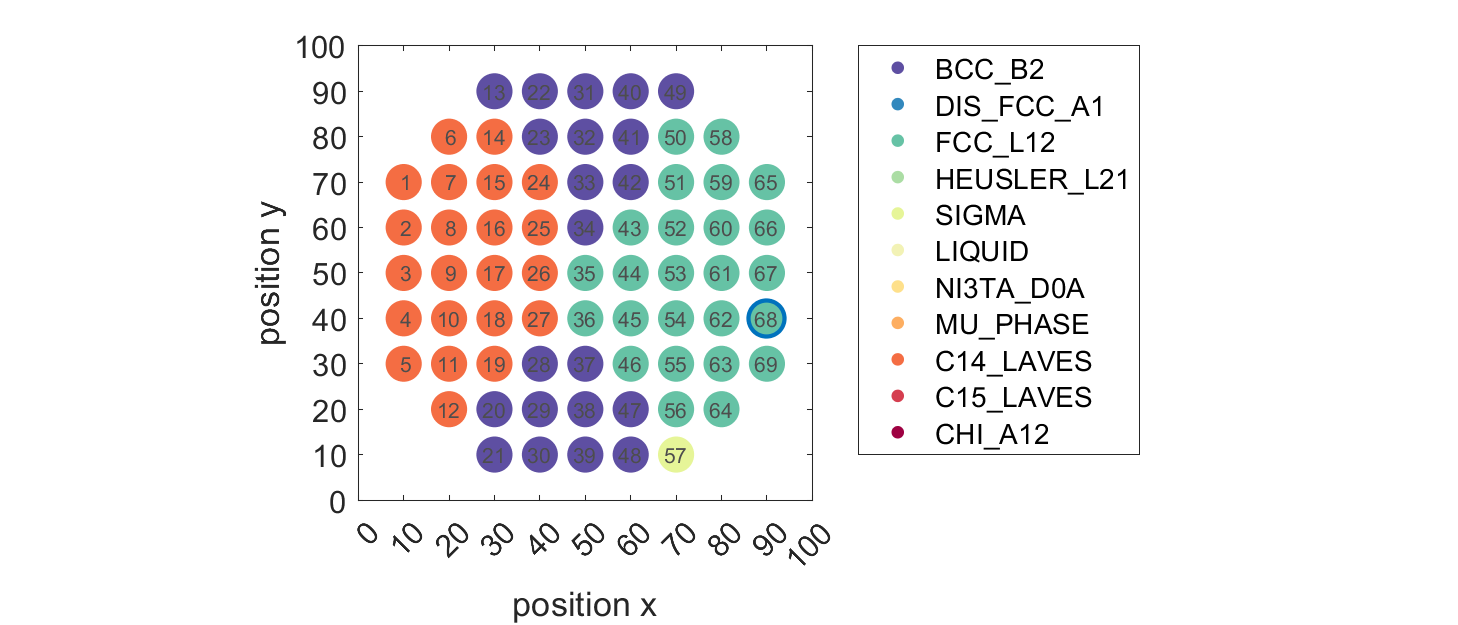 100
90
80
70
60
50
40
30
20
10
0
position y
13 22 31 40 49
6 14 23 32 41 50 58
1 7 15 24 33 42 51 59 65
2 8 16 25 34 43 52 60 66
3 9 17 26 35 44 53 61 67
4 10 18 27 36 45 54 62 68
5 11 19 28 37 46 55 63 69
12 20 29 38 47 56 64
21 30 39 48 57
0 10 20 30 40 50 60 70 80 90 100
position x
BCC_B2
DIS_FCC_A1
FCC_L12
HEUSLER_L21
SIGMA
LIQUID
NI3TA_D0A
MU_PHASE
C14_LAVES
C15_LAVES
CHI_A12